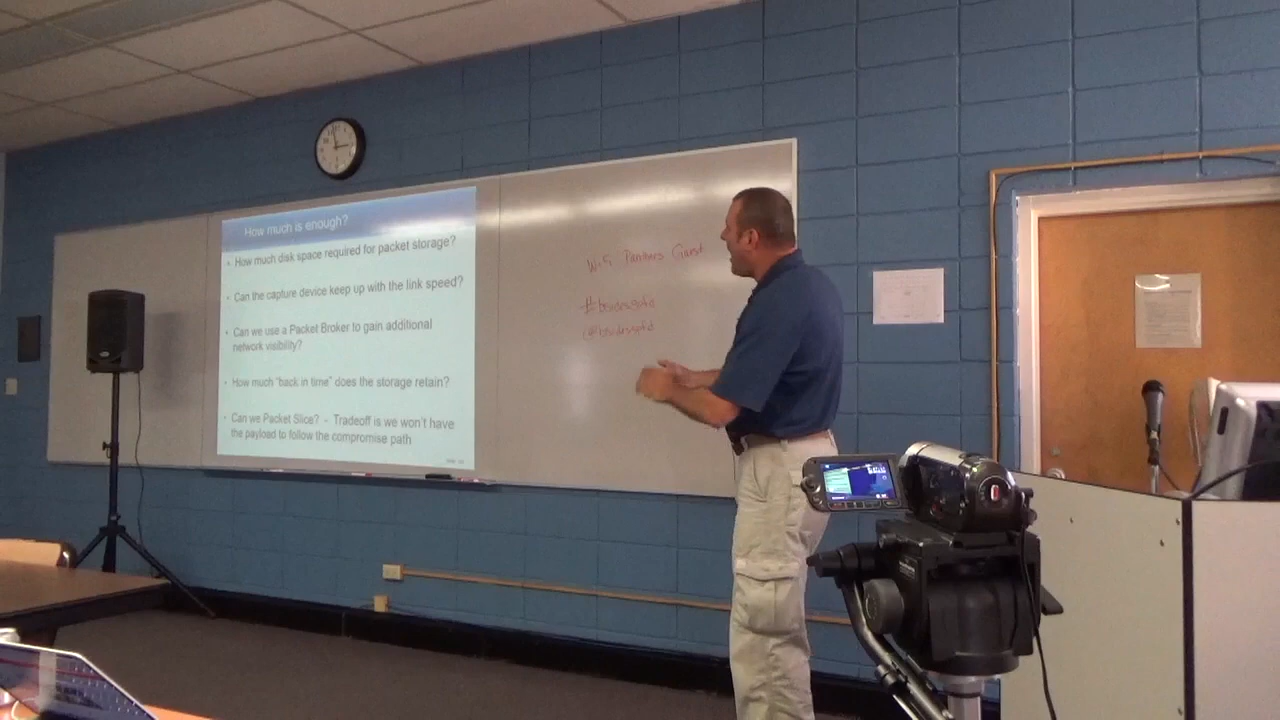 How much is enough?
• How much disk space required for packet storage?
• Can the capture device keep up with the link speed?
• Can we use a Packet Broker to gain additional
network visibility?
• How much "back in time" does the storage retain?
• Can we Packet Slice? - Tradeoff is we won't have
the payload to follow the compromise path
WiFi Panthers Guest